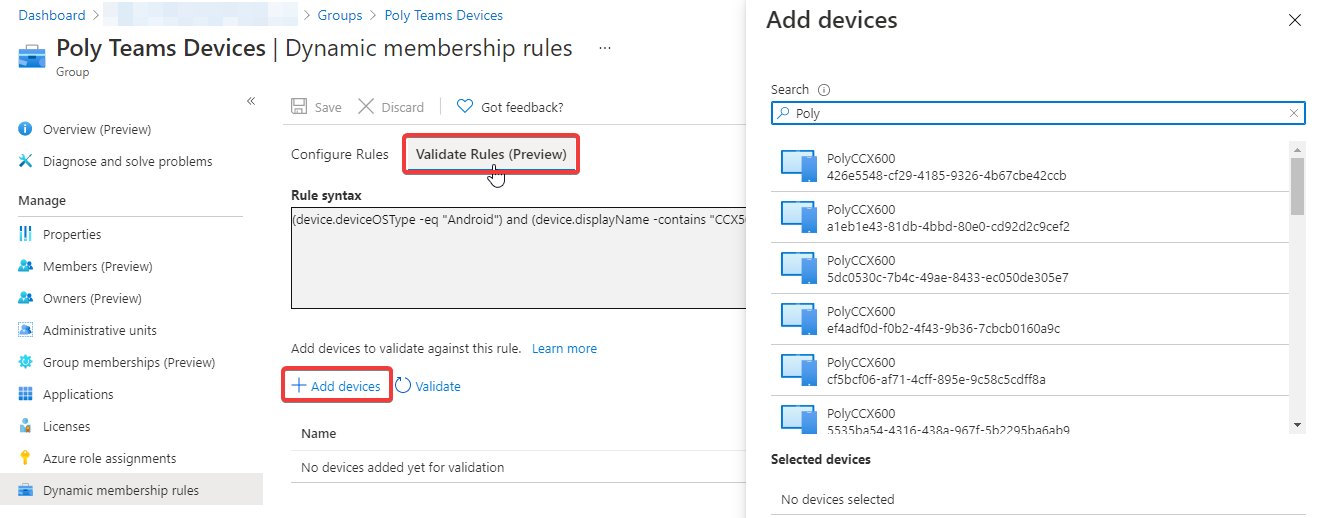 Dashboard > > Groups > Poly Teams Devices
Poly Teams Devices | Dynamic membership rules ...
Group
«
Overview (Preview)
Diagnose and solve problems
Manage
Properties
Members (Preview)
Owners (Preview)
Administrative units
Group memberships (Preview)
Applications
Licenses
Azure role assignments
Dynamic membership rules
Save
Discard
Got feedback?
Configure Rules
Validate Rules (Preview)
Rule syntax
(device.deviceOSType -eq "Android") and (device.displayName -contains "CCX5
Add devices to validate against this rule. Learn more
+ Add devices
Validate
Name
No devices added yet for validation
Add devices
Search
Poly
PolyCCX600
426e5548-cf29-4185-9326-4b67cbe42ccb
PolyCCX600
a1eb1e43-81db-4bbd-80e0-cd92d2c9cef2
PolyCCX600
5dc0530c-7b4c-49ae-8433-ec050de305e7
PolyCCX600
ef4adf0d-f0b2-4f43-9b36-7cbcb0160a9c
PolyCCX600
cf5bcf06-af71-4cff-895e-9c58c5cdff8a
PolyCCX600
5535ba54-4316-438a-967f-5b2295ba6ab9
Selected devices
No devices selected